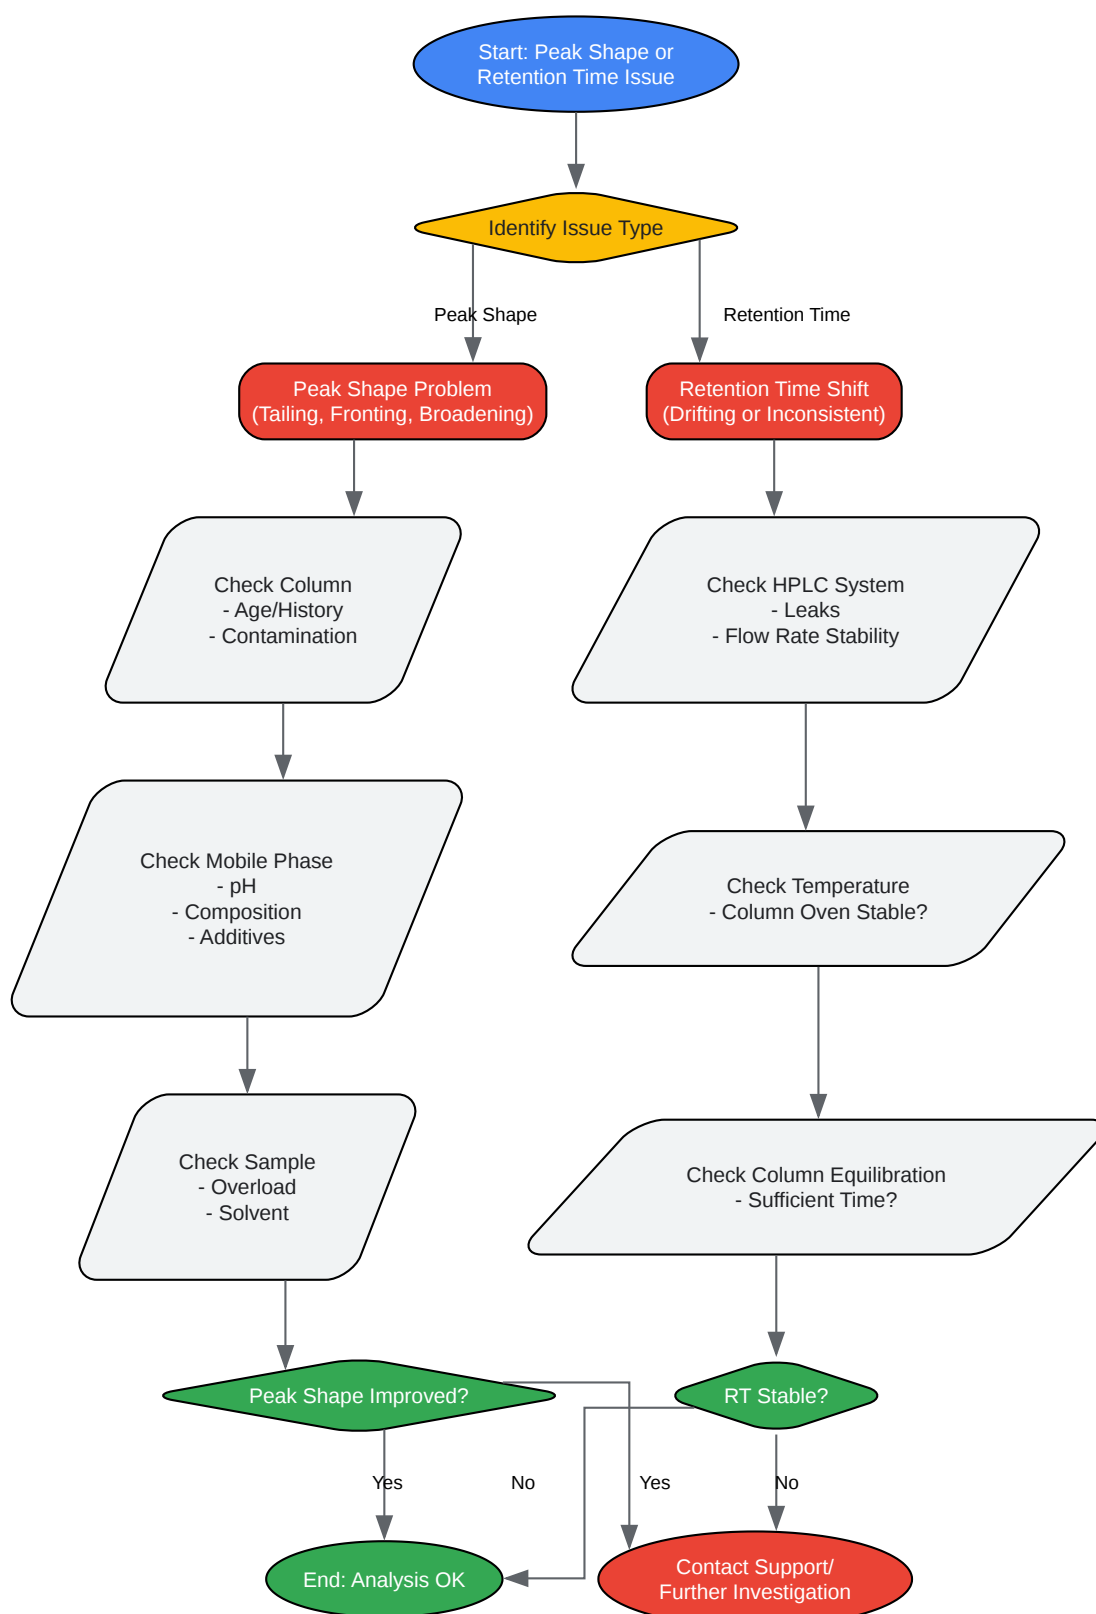 Start: Peak Shape or
Retention Time Issue
Identify Issue Type
Peak Shape
Retention Time
Peak Shape Problem
(Tailing, Fronting, Broadening)
Retention Time Shift
(Drifting or Inconsistent)
Check Column
- Age/History
- Contamination
Check HPLC System
- Leaks
- Flow Rate Stability
Check Mobile Phase
- pH
- Composition
- Additives
Check Temperature
- Column Oven Stable?
Check Sample
- Overload
- Solvent
Check Column Equilibration
- Sufficient Time?
Peak Shape Improved?
RT Stable?
Yes
No
Yes
No
End: Analysis OK
Contact Support/
Further Investigation